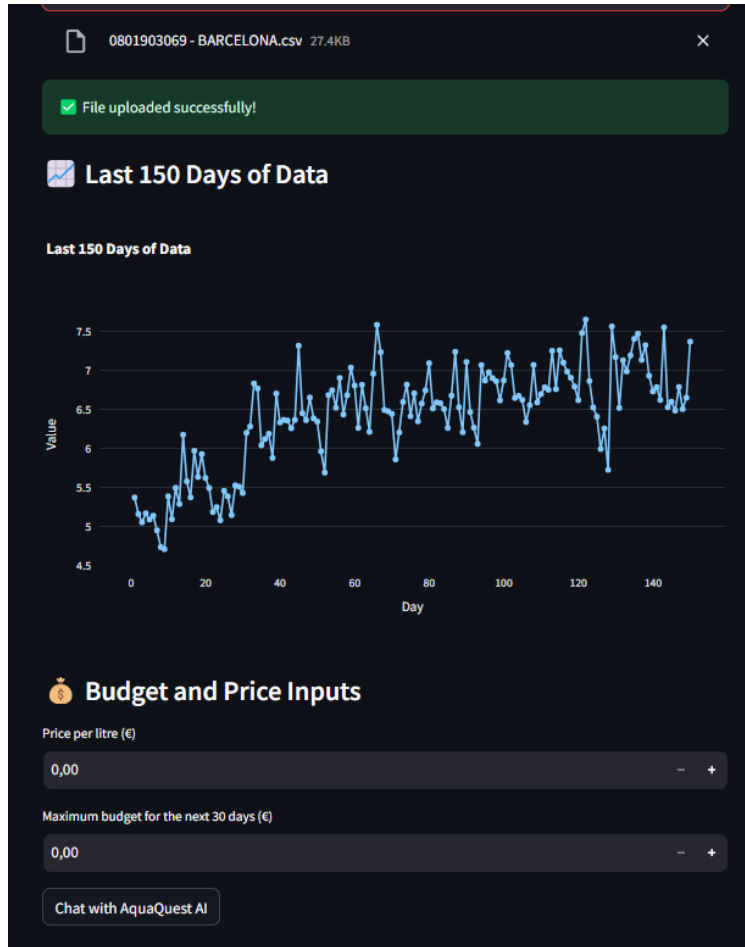 0801903069 - BARCELONA.csv 27.4KB
File uploaded successfully!
Last 150 Days of Data
Last 150 Days of Data
7.5
7
6.5
6
5.5
5
4.5
Value
0 20 40 60 80 100 120 140
Day
Budget and Price Inputs
Price per litre (€)
0,00
Maximum budget for the next 30 days (€)
0,00
Chat with AquaQuest AI